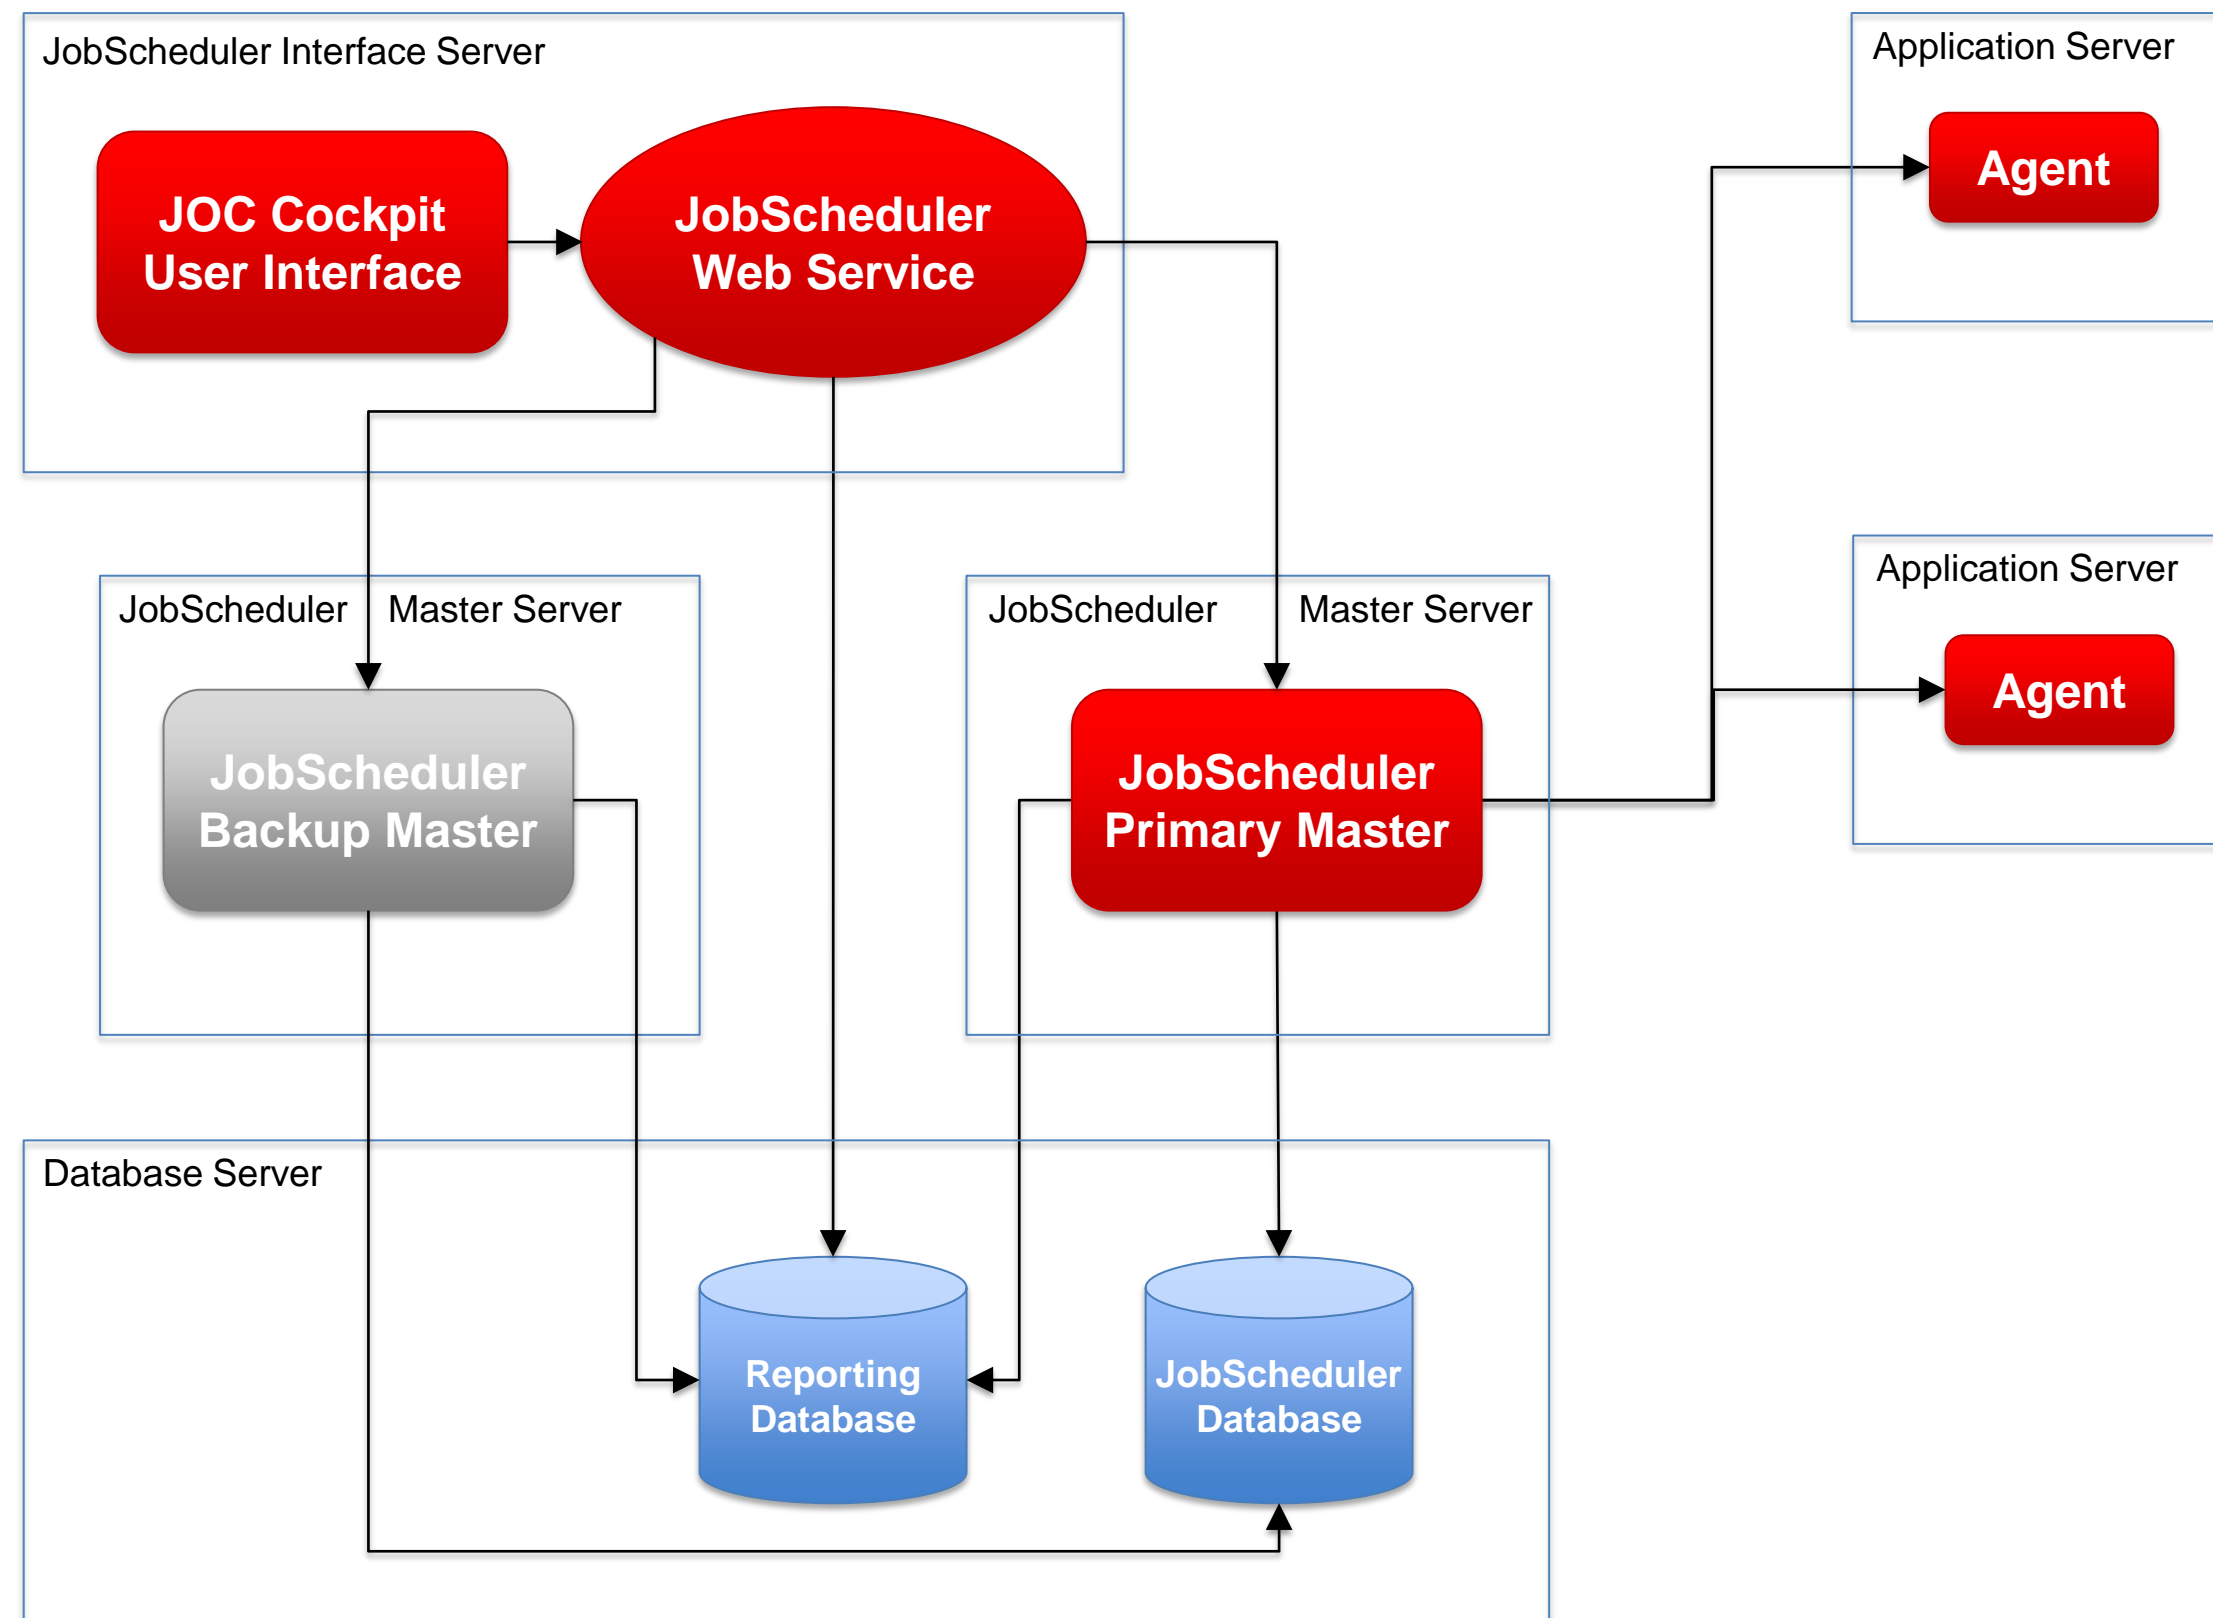 JobScheduler Interface Server
JOC Cockpit
User Interface
JobScheduler
Web Service
Application Server
Agent
Application Server
Agent
JobScheduler Master Server
JobScheduler
Backup Master
JobScheduler Master Server
JobScheduler
Primary Master
Database Server
Reporting
Database
JobScheduler
Database